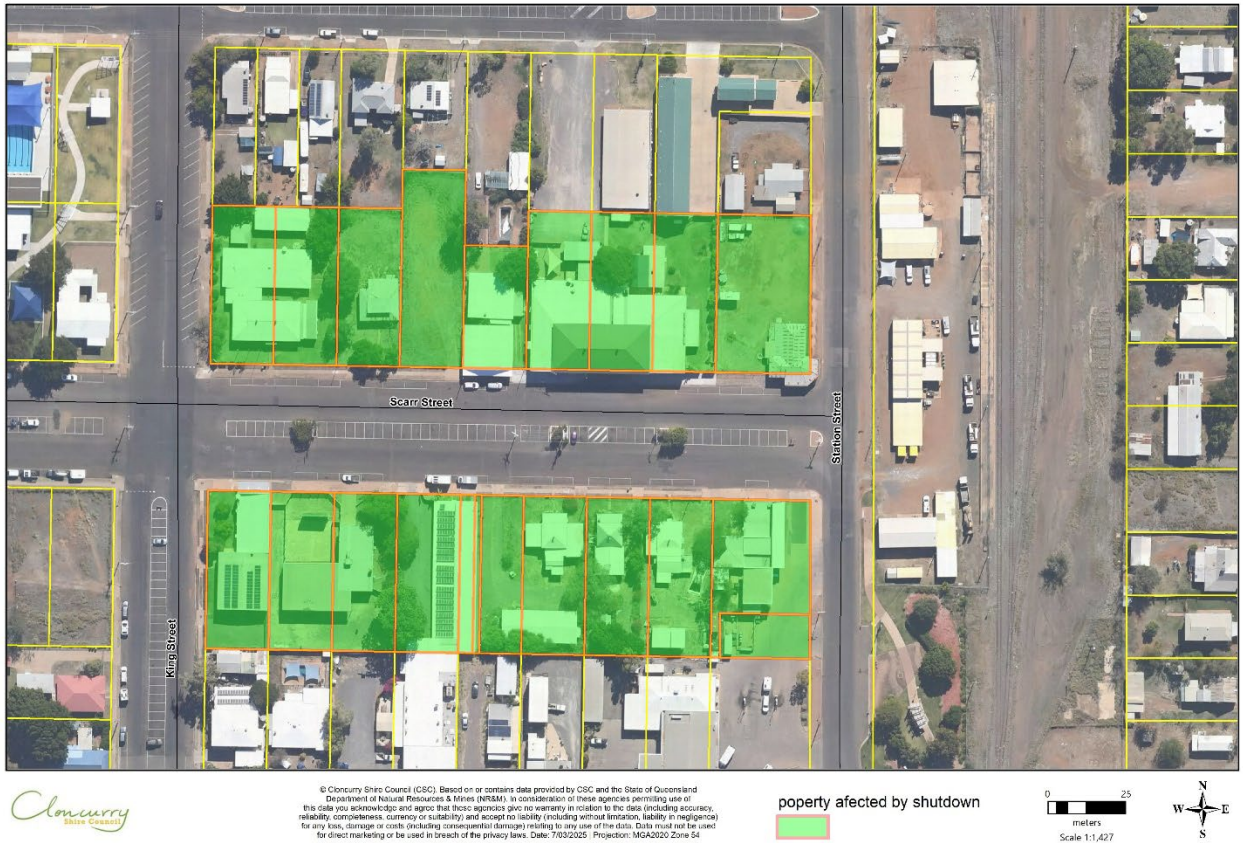 Scarr Street
Station Street
King Street
Cloncurry
Shire Council
© Cloncurry Shire Council (CSC). Based on or contains data provided by CSC and the State of Queensland
Department of Natural Resources & Mines (NR&M). In consideration of these agencies permitting use of
this data you acknowledge and agree that these agencies give no warranty in relation to the data (including accuracy,
reliability, completeness, currency or suitability) and accept no liability (including without limitation, liability in negligence)
for any loss, damage or costs (including consequential damage) relating to any use of the data. Data must not be used
for direct marketing or be used in breach of the privacy laws. Date: 7/03/2025 | Projection: MGA2020 Zone 54
poperty afected by shutdown
0 25
meters
Scale 1:1,427
N
W E
S